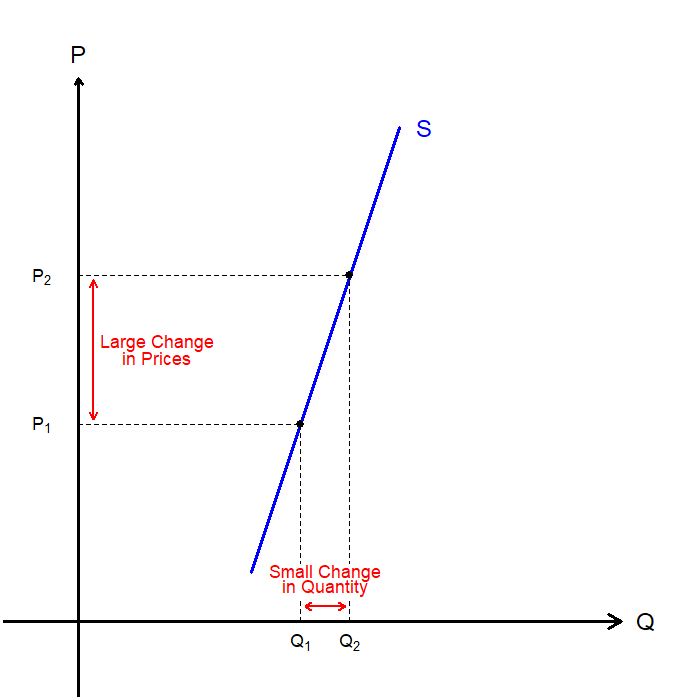 P
S
P₂
Large Change
in Prices
P₁
Small Change
in Quantity
Q
Q₁ Q₂